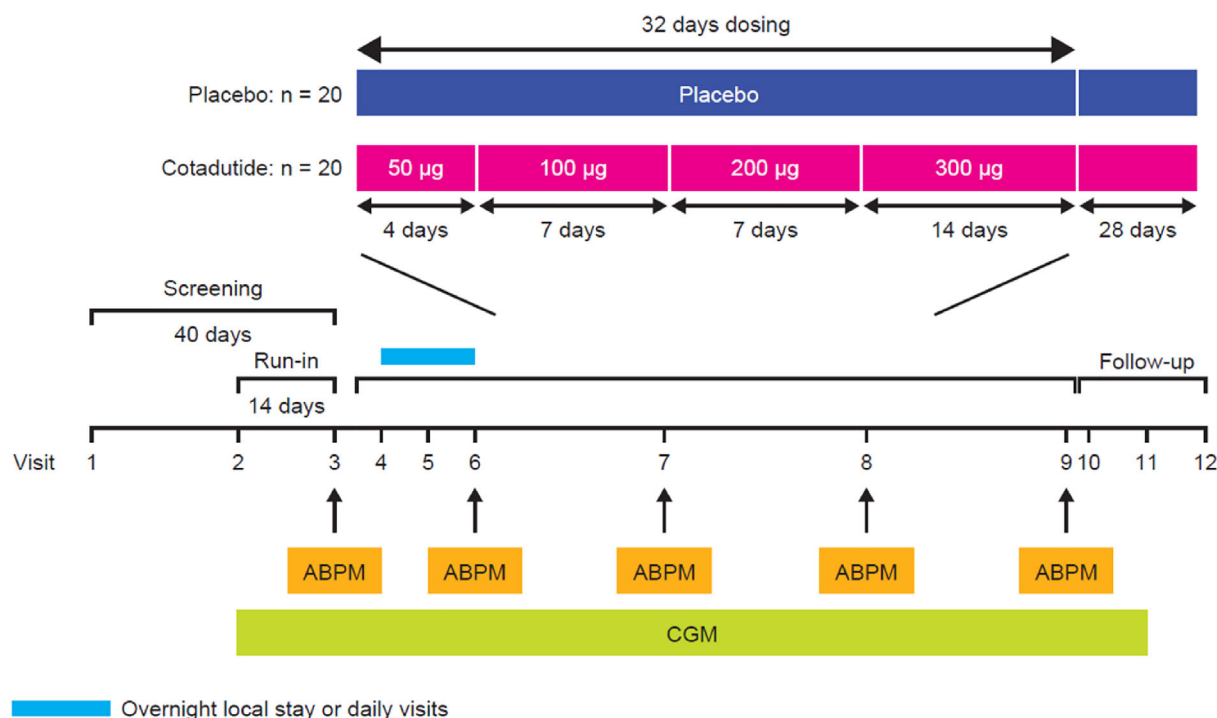 32 days dosing
Placebo: n = 20
Placebo
Cotadutide: n = 20
50 µg
100 µg
200 µg
300 µg
4 days
7 days
7 days
14 days
28 days
Screening
40 days
Run-in
14 days
Follow-up
Visit
1
2
3
4
5
6
7
8
9
10
11
12
ABPM
ABPM
ABPM
ABPM
ABPM
CGM
Overnight local stay or daily visits